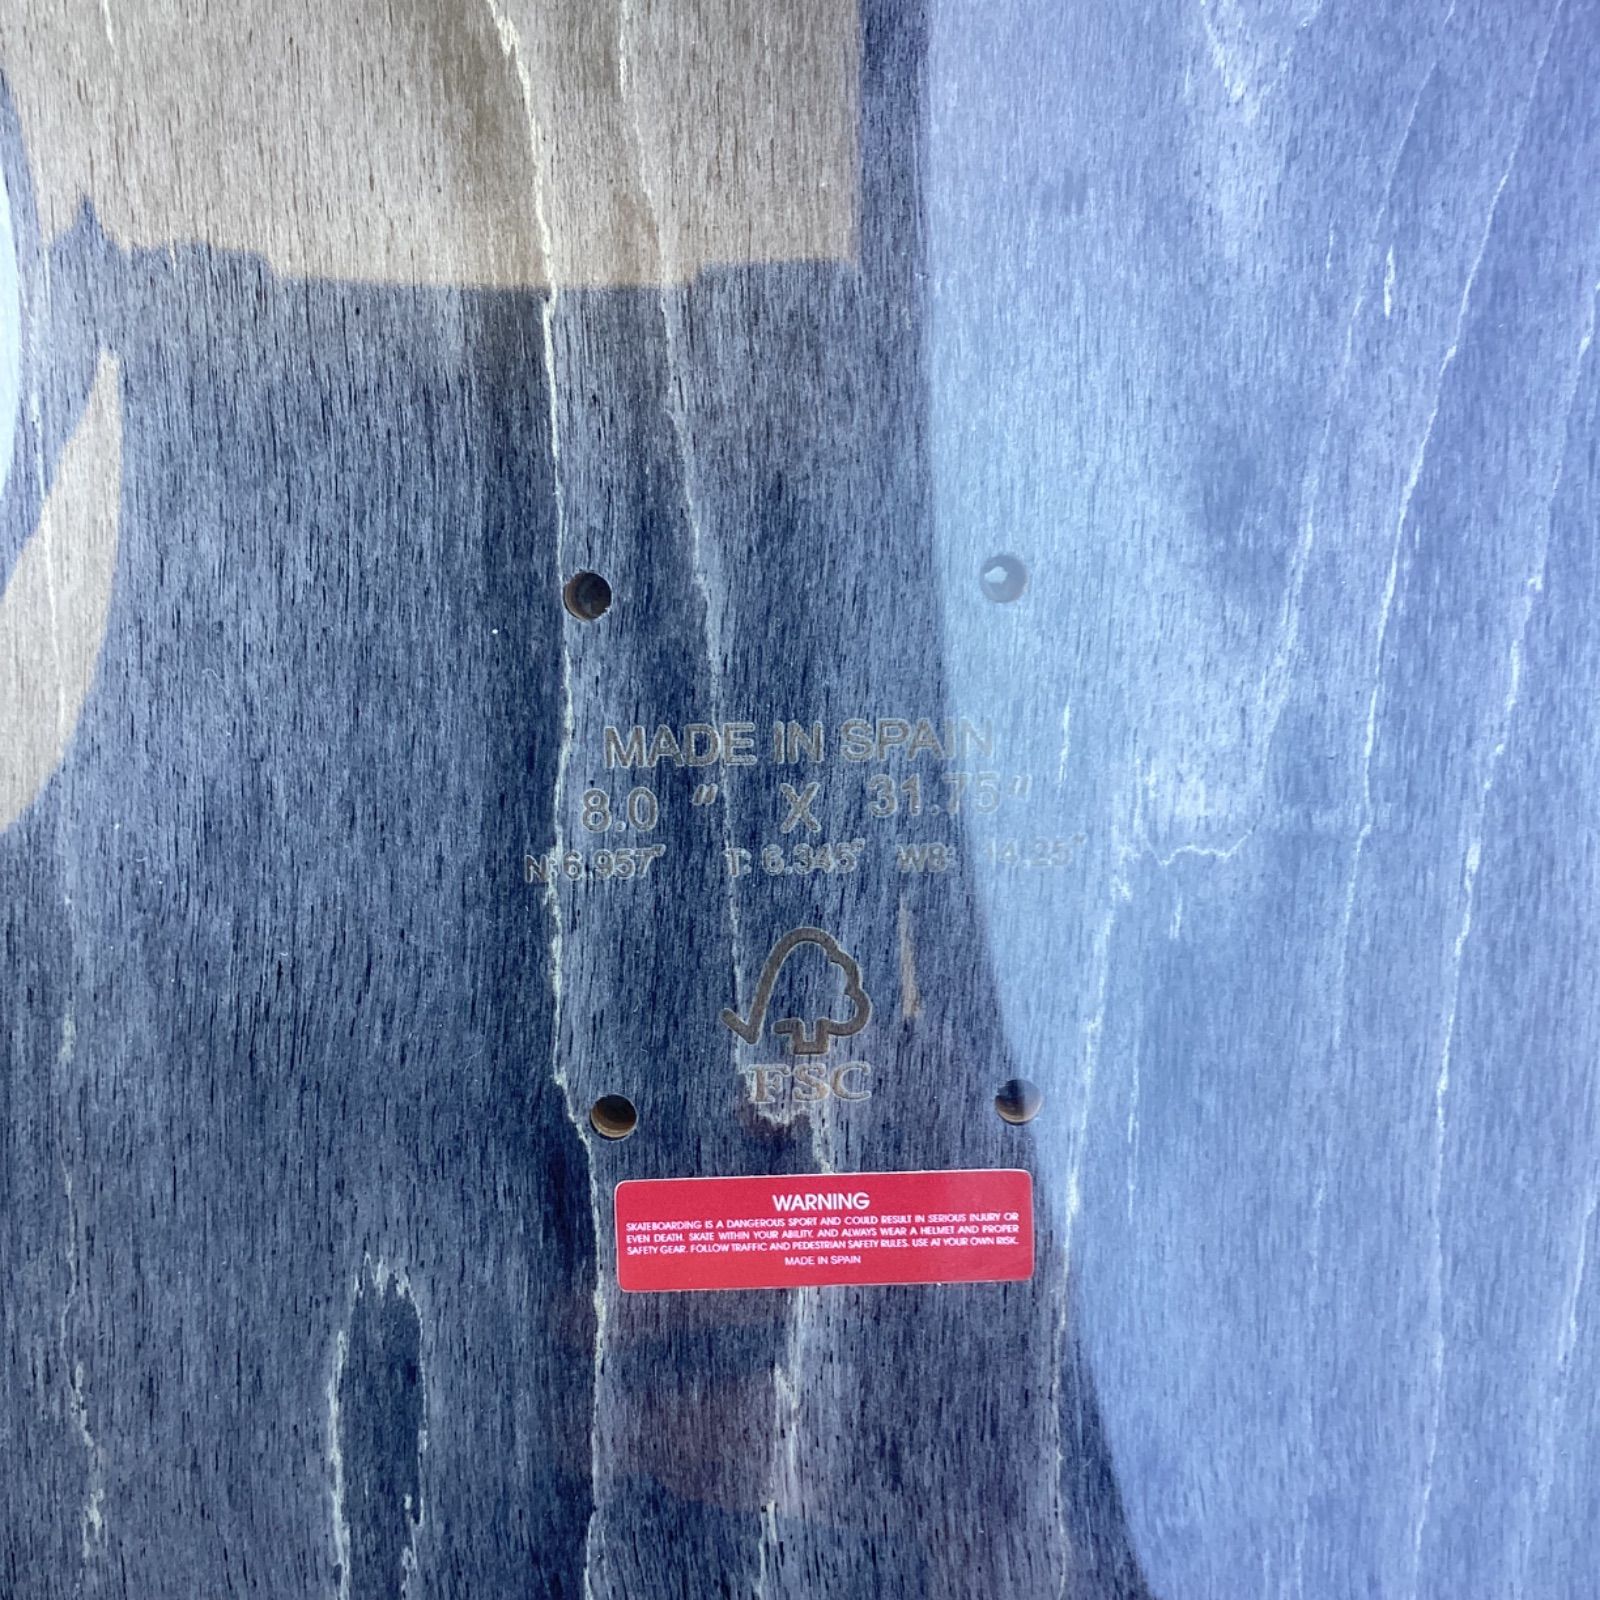 MADE IN SPAIN
8.0 " X 31.75"
N: 6.957" T: 6.345" WB: 14.25"
FSC
WARNING
SKATEBOARDING IS A DANGEROUS SPORT AND COULD RESULT IN SERIOUS INJURY OR
EVEN DEATH. SKATE WITHIN YOUR ABILITY, AND ALWAYS WEAR A HELMET AND PROPER
SAFETY GEAR. FOLLOW TRAFFIC AND PEDESTRIAN SAFETY RULES. USE AT YOUR OWN RISK.
MADE IN SPAIN